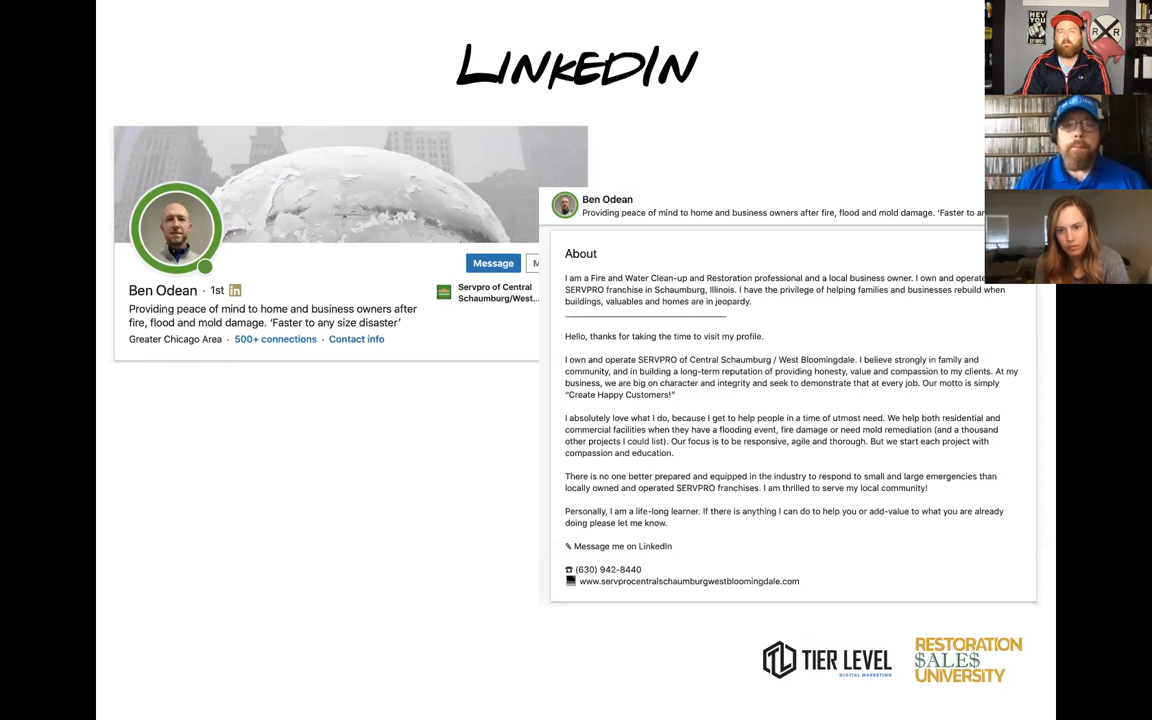 LINKEDIN
HEY YOU
R R
Ben Odean · 1st in
Providing peace of mind to home and business owners after
fire, flood and mold damage. ‘Faster to any size disaster’
Greater Chicago Area · 500+ connections · Contact info
Message
M
Servpro of Central
Schaumburg/West...
Ben Odean
Providing peace of mind to home and business owners after fire, flood and mold damage. ‘Faster to an
About
I am a Fire and Water Clean-up and Restoration professional and a local business owner. I own and operate
SERVPRO franchise in Schaumburg, Illinois. I have the privilege of helping families and businesses rebuild when
buildings, valuables and homes are in jeopardy.
Hello, thanks for taking the time to visit my profile.
I own and operate SERVPRO of Central Schaumburg / West Bloomingdale. I believe strongly in family and
community, and in building a long-term reputation of providing honesty, value and compassion to my clients. At my
business, we are big on character and integrity and seek to demonstrate that at every job. Our motto is simply
“Create Happy Customers!”
I absolutely love what I do, because I get to help people in a time of utmost need. We help both residential and
commercial facilities when they have a flooding event, fire damage or need mold remediation (and a thousand
other projects I could list). Our focus is to be responsive, agile and thorough. But we start each project with
compassion and education.
There is no one better prepared and equipped in the industry to respond to small and large emergencies than
locally owned and operated SERVPRO franchises. I am thrilled to serve my local community!
Personally, I am a life-long learner. If there is anything I can do to help you or add-value to what you are already
doing please let me know.
✎ Message me on LinkedIn
☎ (630) 942-8440
💻 www.servprocentralschaumburgwestbloomingdale.com
TIER LEVEL
DIGITAL MARKETING
RESTORATION
$ALE$
UNIVERSITY